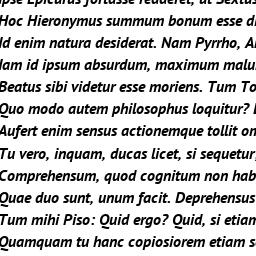 ipse Epicurus fortasse redderet, ut Sextus
Hoc Hieronymus summum bonum esse di
Id enim natura desiderat. Nam Pyrrho, A
Iam id ipsum absurdum, maximum malu
Beatus sibi videtur esse moriens. Tum To
Quo modo autem philosophus loquitur?
Aufert enim sensus actionemque tollit om
Tu vero, inquam, ducas licet, si sequetur
Comprehensum, quod cognitum non hab
Quae duo sunt, unum facit. Deprehensus
Tum mihi Piso: Quid ergo? Quid, si etiam
Quamquam tu hanc copiosiorem etiam s